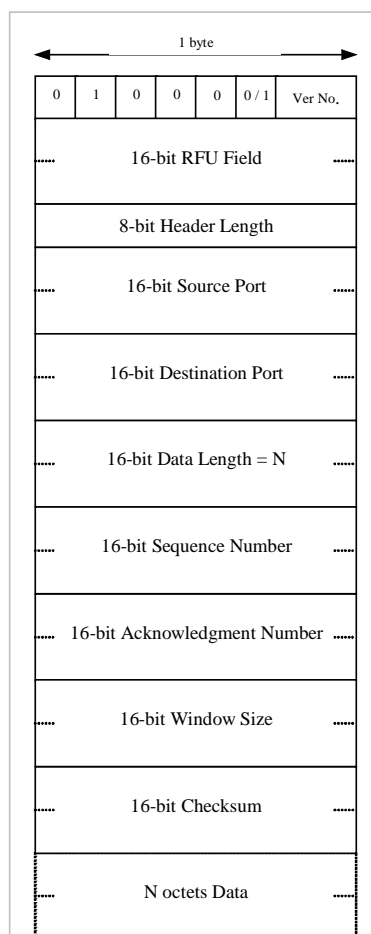 1 byte
0 1 0 0 0 0 / 1 Ver No.
16-bit RFU Field
8-bit Header Length
16-bit Source Port
16-bit Destination Port
16-bit Data Length = N
16-bit Sequence Number
16-bit Acknowledgment Number
16-bit Window Size
16-bit Checksum
N octets Data